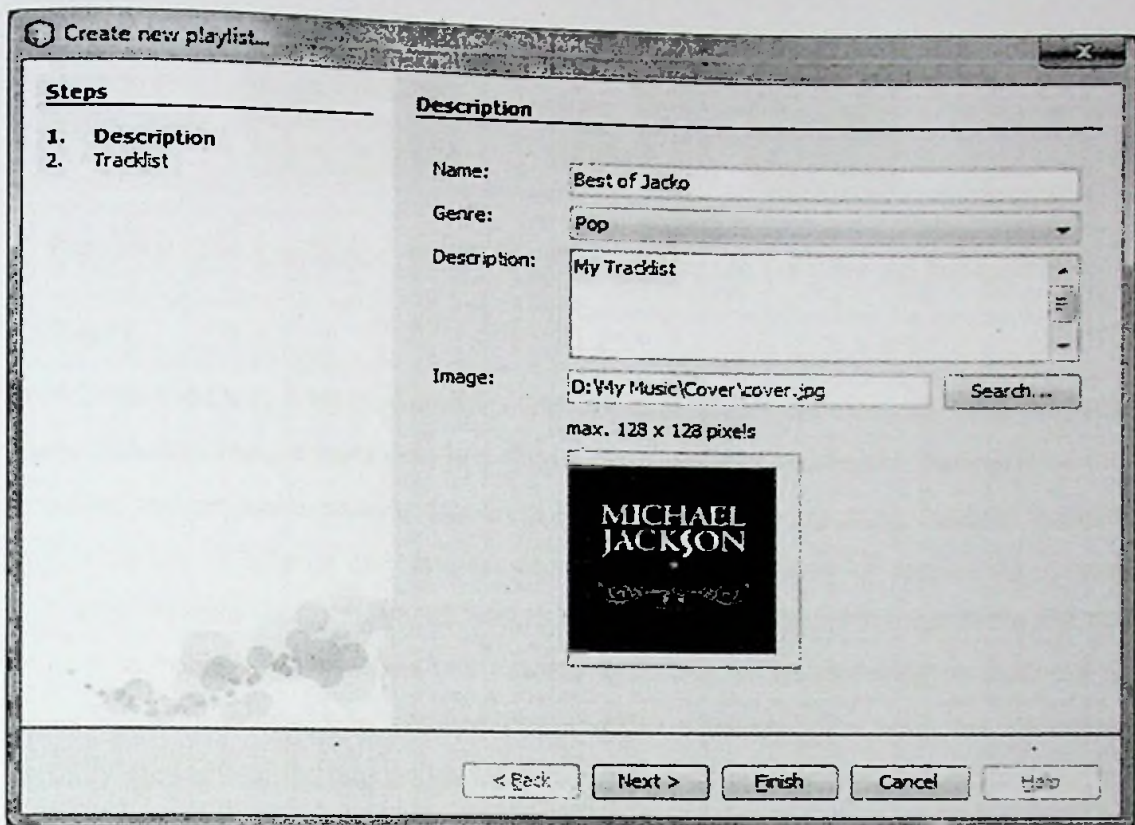 Create new playlist...
Steps
1. Description
2. Tracklist
Description
Name:
Best of Jacko
Genre:
Pop
Description:
My Tracklist
Image:
D:\My Music\Cover\cover.jpg
Search...
max. 128 x 128 pixels
MICHAEL
JACKSON
< Back
Next >
Finish
Cancel
Help